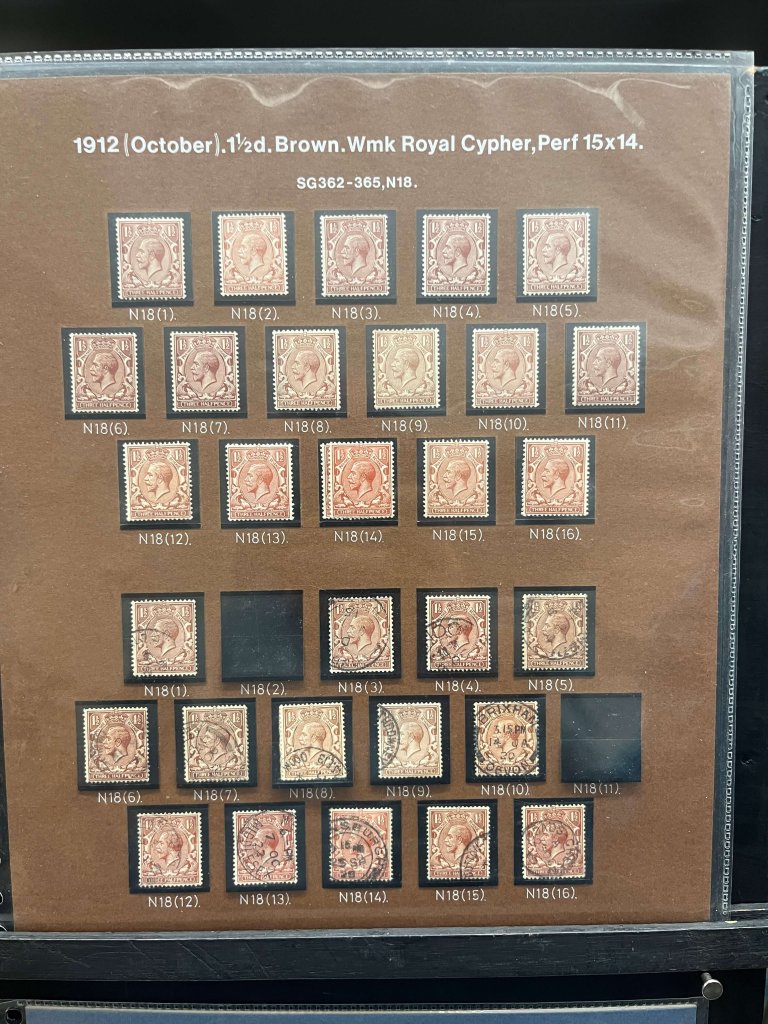 1912 (October).1½d. Brown. Wmk Royal Cypher, Perf 15x14.
SG362-365, N18.
N18(1). N18(2). N18(3). N18(4). N18(5).
N18(6). N18(7). N18(8). N18(9). N18(10). N18(11).
N18(12). N18(13). N18(14). N18(15). N18(16).
N18(1). N18(2). N18(3). N18(4). N18(5).
BRIXHAM
3.15 PM
N18(6). N18(7). N18(8). N18(9). N18(10). N18(11).
N18(12). N18(13). N18(14). N18(15). N18(16).